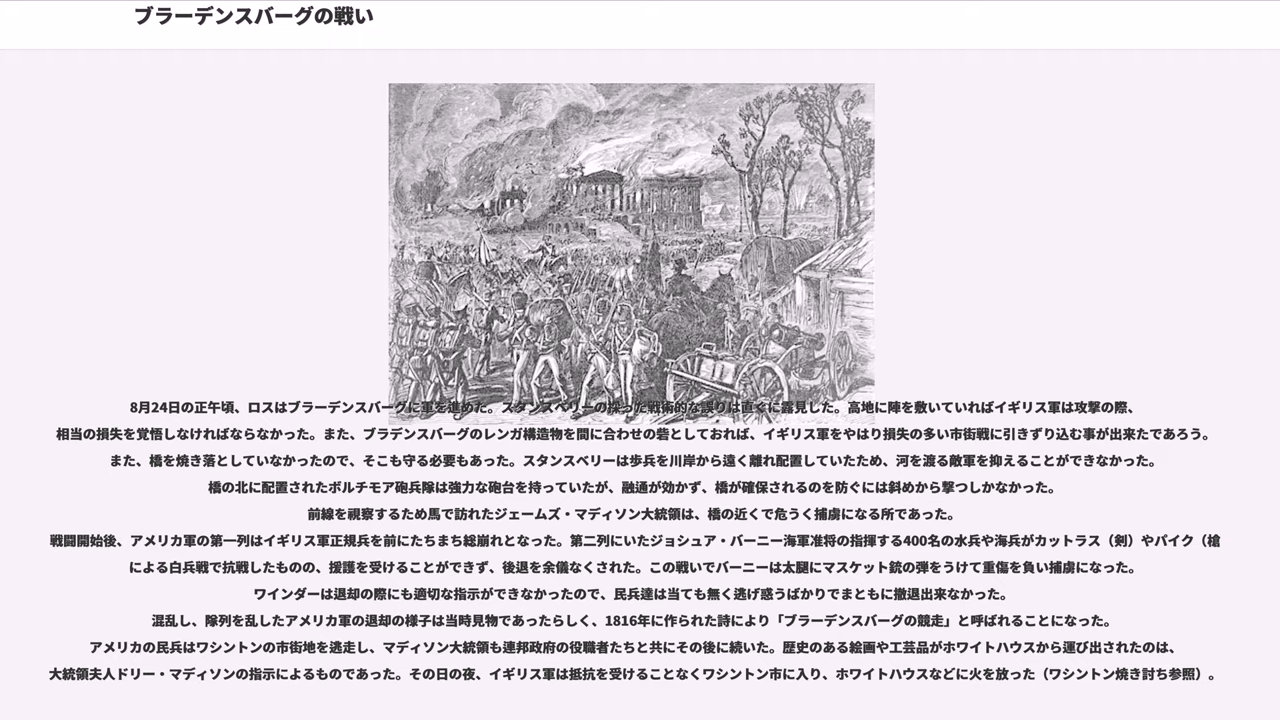 ブラーデンスバーグの戦い
8月24日の正午頃、ロスはブラーデンスバーグに軍を進めた。スタンスベリーの採った戦術的な誤りは直ぐに露見した。高地に陣を敷いていればイギリス軍は攻撃の際、
相当の損失を覚悟しなければならなかった。また、ブラデンスバーグのレンガ構造物を間に合わせの砦としておれば、イギリス軍をやはり損失の多い市街戦に引きずり込む事が出来たであろう。
また、橋を焼き落としていなかったので、そこも守る必要もあった。スタンスベリーは歩兵を川岸から遠く離れ配置していたため、河を渡る敵軍を抑えることができなかった。
橋の北に配置されたボルチモア砲兵隊は強力な砲台を持っていたが、融通が効かず、橋が確保されるのを防ぐには斜めから撃つしかなかった。
前線を視察するため馬で訪れたジェームズ・マディソン大統領は、橋の近くで危うく捕虜になる所であった。
戦闘開始後、アメリカ軍の第一列はイギリス軍正規兵を前にたちまち総崩れとなった。第二列にいたジョシュア・バーニー海軍准将の指揮する400名の水兵や海兵がカットラス（剣）やパイク（槍
による白兵戦で抗戦したものの、援護を受けることができず、後退を余儀なくされた。この戦いでバーニーは太腿にマスケット銃の弾をうけて重傷を負い捕虜になった。
ワインダーは退却の際にも適切な指示ができなかったので、民兵達は当ても無く逃げ惑うばかりでまともに撤退出来なかった。
混乱し、隊列を乱したアメリカ軍の退却の様子は当時見物であったらしく、1816年に作られた詩により「ブラーデンスバーグの競走」と呼ばれることになった。
アメリカの民兵はワシントンの市街地を逃走し、マディソン大統領も連邦政府の役職者たちと共にその後に続いた。歴史のある絵画や工芸品がホワイトハウスから運び出されたのは、
大統領夫人ドリー・マディソンの指示によるものであった。その日の夜、イギリス軍は抵抗を受けることなくワシントン市に入り、ホワイトハウスなどに火を放った（ワシントン焼き討ち参照）。